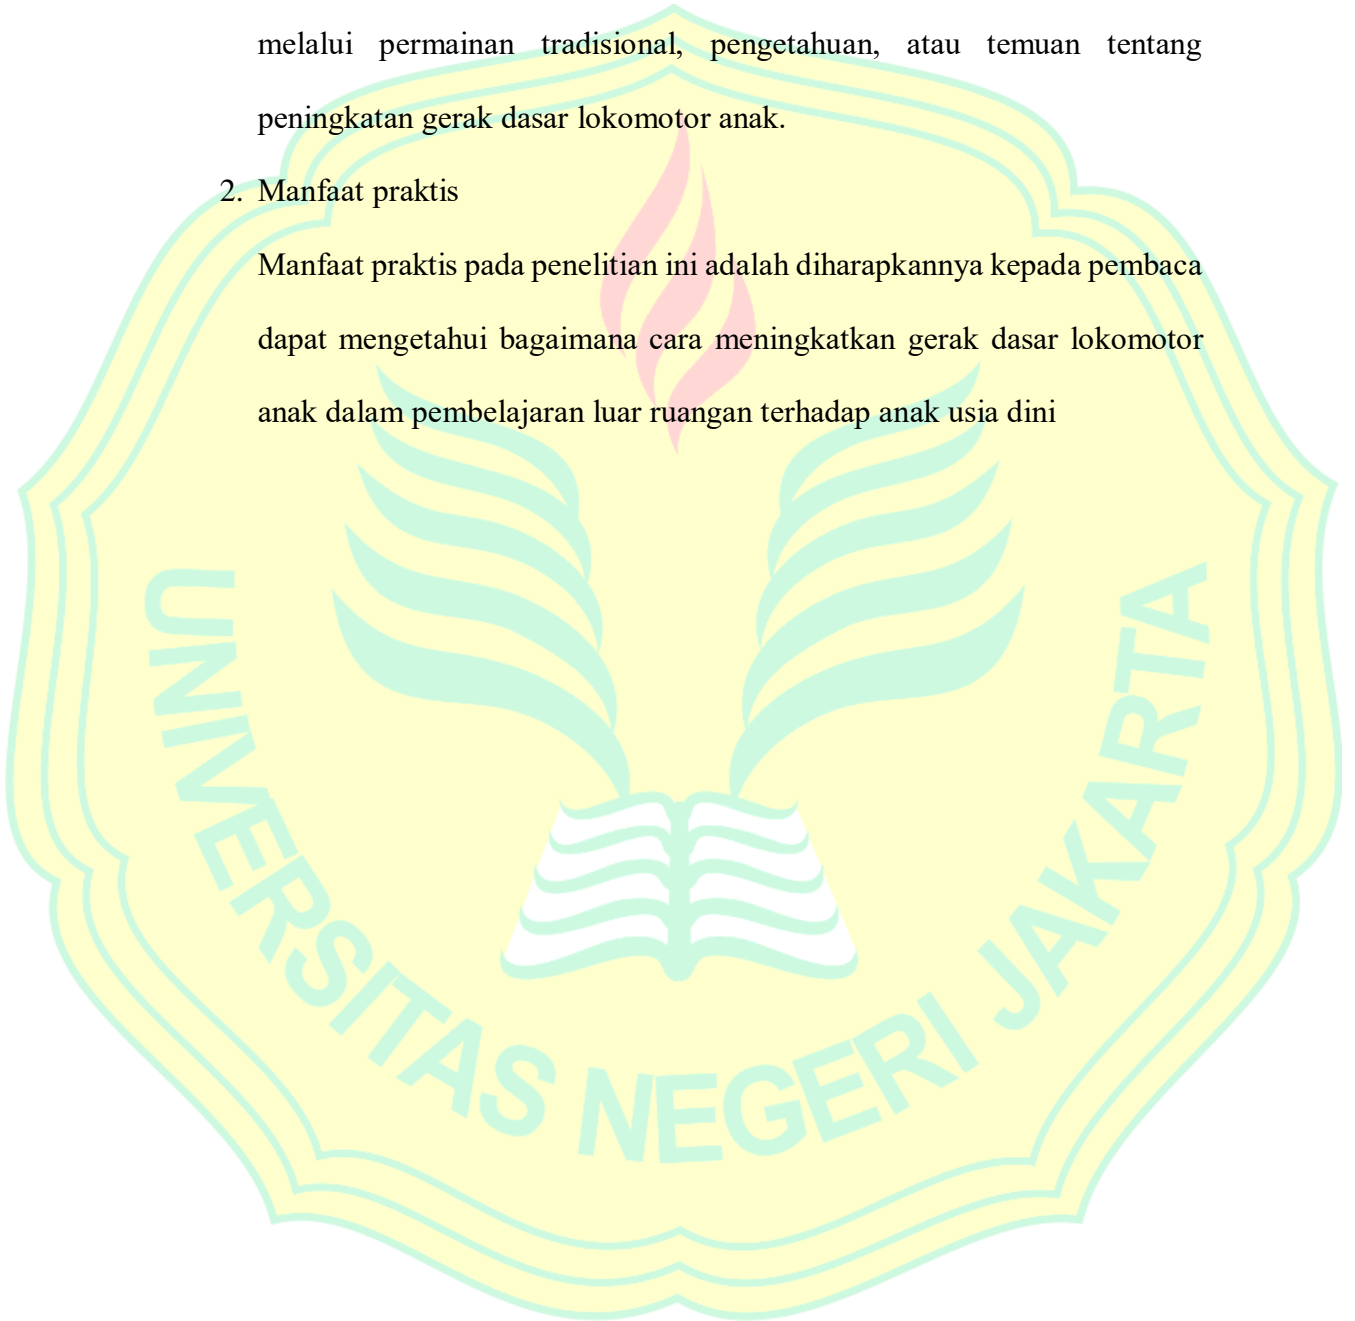 melalui permainan tradisional, pengetahuan, atau temuan tentang
peningkatan gerak dasar lokomotor anak.
2. Manfaat praktis
Manfaat praktis pada penelitian ini adalah diharapkannya kepada pembaca
dapat mengetahui bagaimana cara meningkatkan gerak dasar lokomotor
anak dalam pembelajaran luar ruangan terhadap anak usia dini
UNIVERSITAS NEGERI JAKARTA